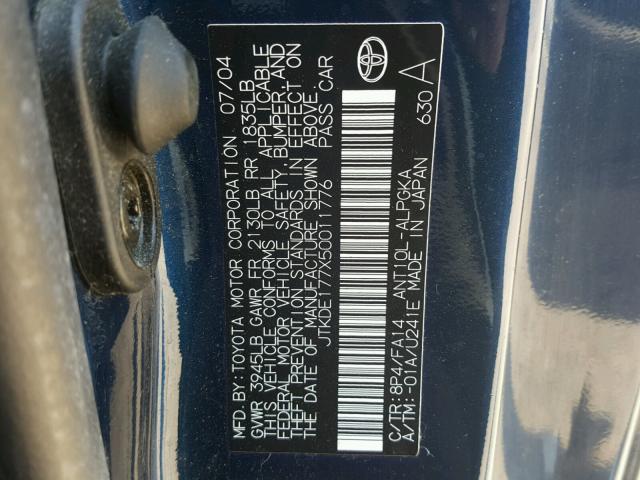 MFD. BY: TOYOTA MOTOR CORPORATION 07/04
GVWR 3945LB GAWR FR 2130LB RR 1835LB
THIS VEHICLE CONFORMS TO ALL APPLICABLE
FEDERAL MOTOR VEHICLE SAFETY, BUMPER, AND
THEFT PREVENTION STANDARDS IN EFFECT ON
THE DATE OF MANUFACTURE SHOWN ABOVE.
JTKDE177X50011776 PASS CAR
C/TR: 8P4/FA14 ANT10L-ALPGKA
A/TM: -01A/U241E MADE IN JAPAN
630 A